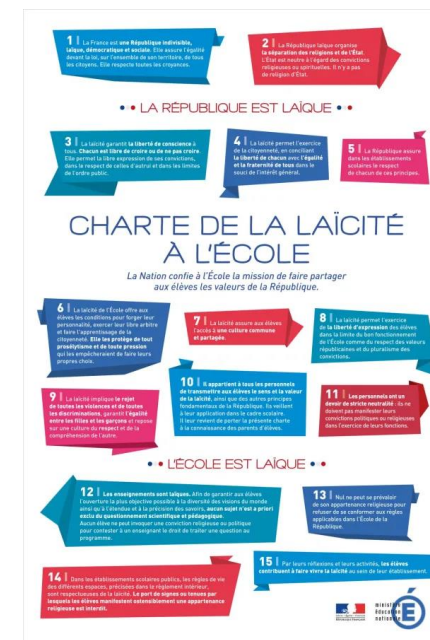 1 | La France est une République indivisible,
laïque, démocratique et sociale. Elle assure l'égalité
devant la loi, sur l'ensemble de son territoire, de tous
les citoyens. Elle respecte toutes les croyances.
2 | La République laïque organise
la séparation des religions et de l'État.
L'État est neutre à l'égard des convictions
religieuses ou spirituelles. Il n'y a pas
de religion d'État.
LA RÉPUBLIQUE EST LAÏQUE
3 | La laïcité garantit la liberté de conscience à
tous. Chacun est libre de croire ou de ne pas croire.
Elle permet la libre expression de ses convictions,
dans le respect de celles d'autrui et dans les limites
de l'ordre public.
4 | La laïcité permet l'exercice
de la citoyenneté, en conciliant
la liberté de chacun avec l'égalité
et la fraternité de tous dans le
souci de l'intérêt général.
5 | La République assure
dans les établissements
scolaires le respect
de chacun de ces principes.
CHARTE DE LA LAÏCITÉ
À L'ÉCOLE
La Nation confie à l'École la mission de faire partager
aux élèves les valeurs de la République.
6 | La laïcité de l'École offre aux
élèves les conditions pour forger leur
personnalité, exercer leur libre arbitre
et faire l'apprentissage de la
citoyenneté. Elle les protège de tout
prosélytisme et de toute pression
qui les empêcheraient de faire leurs
propres choix.
7 | La laïcité assure aux élèves
l'accès à une culture commune
et partagée.
8 | La laïcité permet l'exercice
de la liberté d'expression des élèves
dans la limite du bon fonctionnement
de l'École comme du respect des valeurs
républicaines et du pluralisme des
convictions.
9 | La laïcité implique le rejet
de toutes les violences et de toutes
les discriminations, garantit l'égalité
entre les filles et les garçons et repose
sur une culture du respect et de la
compréhension de l'autre.
10 | Il appartient à tous les personnels
de transmettre aux élèves le sens et la valeur
de la laïcité, ainsi que des autres principes
fondamentaux de la République. Ils veillent
à leur application dans le cadre scolaire.
Il leur revient de porter la présente charte
à la connaissance des parents d'élèves.
11 | Les personnels ont un
devoir de stricte neutralité : ils ne
doivent pas manifester leurs
convictions politiques ou religieuses
dans l'exercice de leurs fonctions.
L'ÉCOLE EST LAÏQUE
12 | Les enseignements sont laïques. Afin de garantir aux élèves
l'ouverture la plus objective possible à la diversité des visions du monde
ainsi qu'à l'étendue et à la précision des savoirs, aucun sujet n'est a priori
exclu du questionnement scientifique et pédagogique.
Aucun élève ne peut invoquer une conviction religieuse ou politique
pour contester à un enseignant le droit de traiter une question au
programme.
13 | Nul ne peut se prévaloir
de son appartenance religieuse pour
refuser de se conformer aux règles
applicables dans l'École de la
République.
14 | Dans les établissements scolaires publics, les règles de vie
des différents espaces, précisées dans le règlement intérieur,
sont respectueuses de la laïcité. Le port de signes ou tenues par
lesquels les élèves manifestent ostensiblement une appartenance
religieuse est interdit.
15 | Par leurs réflexions et leurs activités, les élèves
contribuent à faire vivre la laïcité au sein de leur établissement.